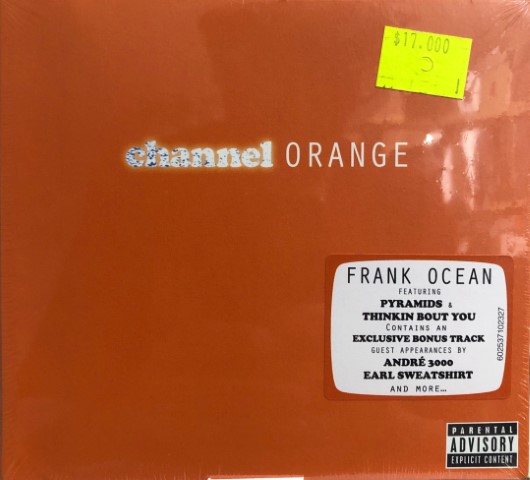 $17.000
channel ORANGE
FRANK OCEAN
FEATURING
PYRAMIDS &
THINKIN BOUT YOU
CONTAINS AN
EXCLUSIVE BONUS TRACK
GUEST APPEARANCES BY
ANDRÉ 3000
EARL SWEATSHIRT
AND MORE...
602537102327
PARENTAL
ADVISORY
EXPLICIT CONTENT